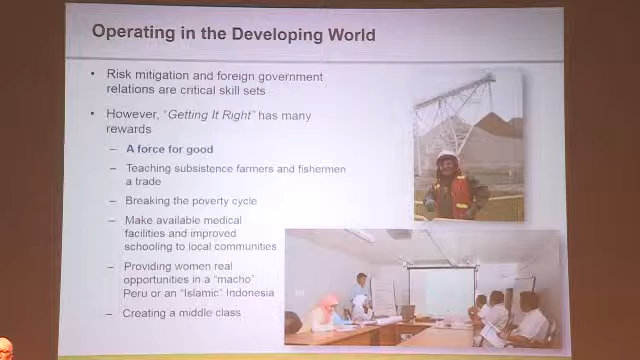 Operating in the Developing World
• Risk mitigation and foreign government
relations are critical skill sets
• However, "Getting It Right" has many
rewards
– A force for good
– Teaching subsistence farmers and fishermen
a trade
– Breaking the poverty cycle
– Make available medical
facilities and improved
schooling to local communities
– Providing women real
opportunities in a "macho"
Peru or an "Islamic" Indonesia
– Creating a middle class